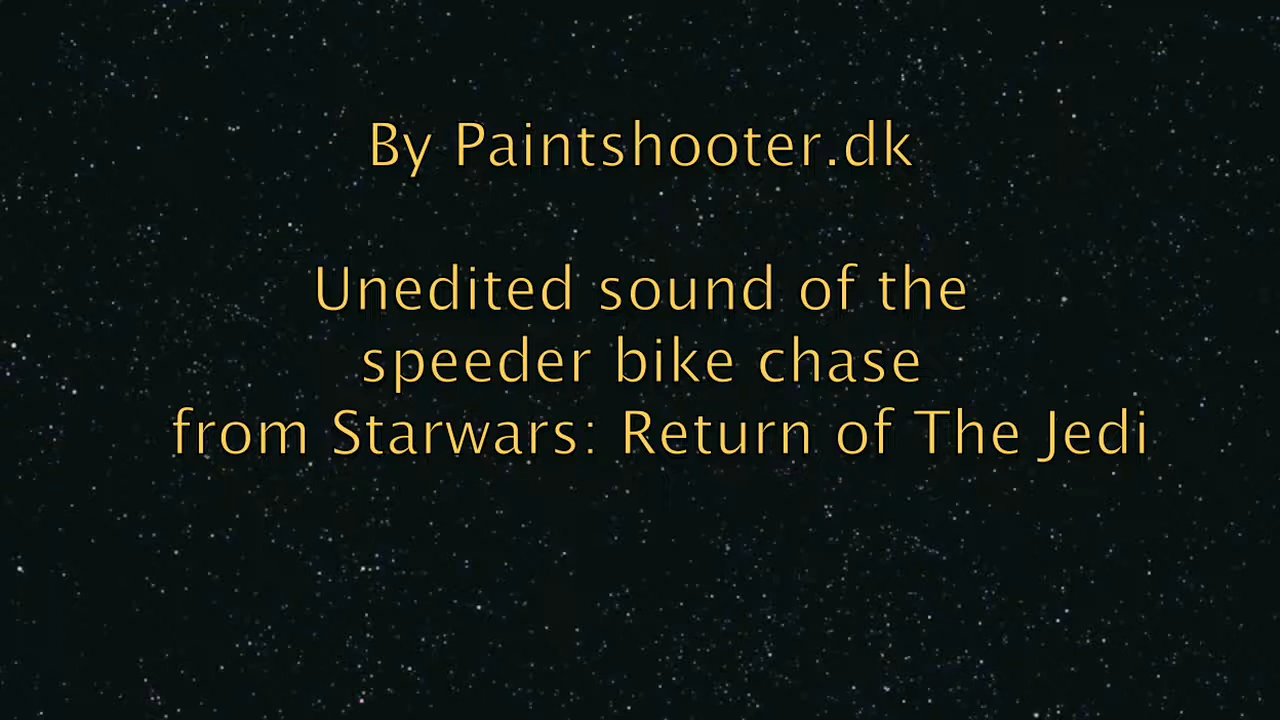 By Paintshooter.dk
Unedited sound of the
speeder bike chase
from Starwars: Return of The Jedi